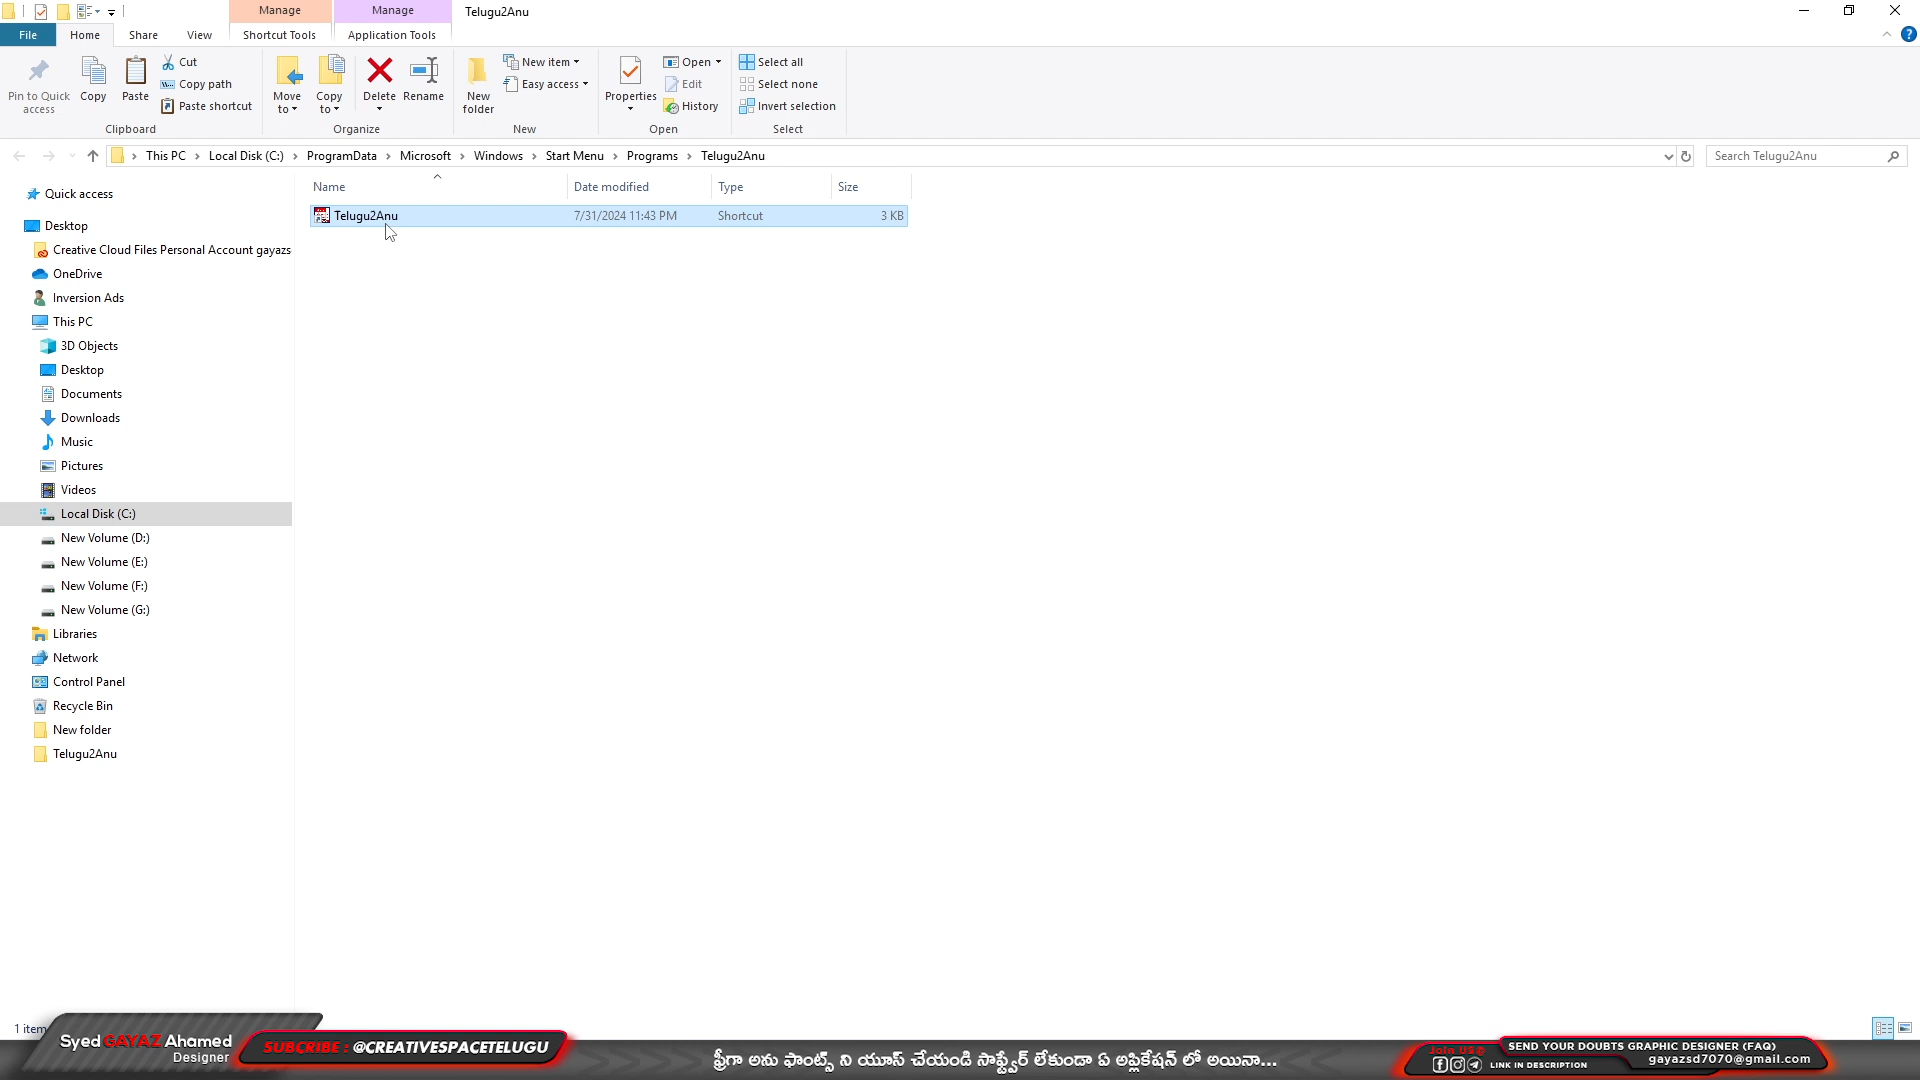 Manage
Manage
Telugu2Anu
File
Home
Share
View
Shortcut Tools
Application Tools
Pin to Quick access
Copy
Paste
Cut
Copy path
Paste shortcut
Clipboard
Move to
Copy to
Delete
Rename
Organize
New folder
New item
Easy access
New
Properties
Open
Edit
History
Open
Select all
Select none
Invert selection
Select
This PC
Local Disk (C:)
ProgramData
Microsoft
Windows
Start Menu
Programs
Telugu2Anu
Search Telugu2Anu
Name
Date modified
Type
Size
Telugu2Anu
7/31/2024 11:43 PM
Shortcut
3 KB
Quick access
Desktop
Creative Cloud Files Personal Account gayazs
OneDrive
Inversion Ads
This PC
3D Objects
Desktop
Documents
Downloads
Music
Pictures
Videos
Local Disk (C:)
New Volume (D:)
New Volume (E:)
New Volume (F:)
New Volume (G:)
Libraries
Network
Control Panel
Recycle Bin
New folder
Telugu2Anu
1 item
Syed GAYAZ Ahamed
Designer
SUBCRIBE : @CREATIVESPACETELUGU
ఫ్రీగా అను ఫాంట్స్ ని యూస్ చేయండి సాఫ్ట్వేర్ లేకుండా ఏ అప్లికేషన్ లో అయినా...
Join US@
LINK IN DESCRIPTION
SEND YOUR DOUBTS GRAPHIC DESIGNER (FAQ)
gayazsd7070@gmail.com